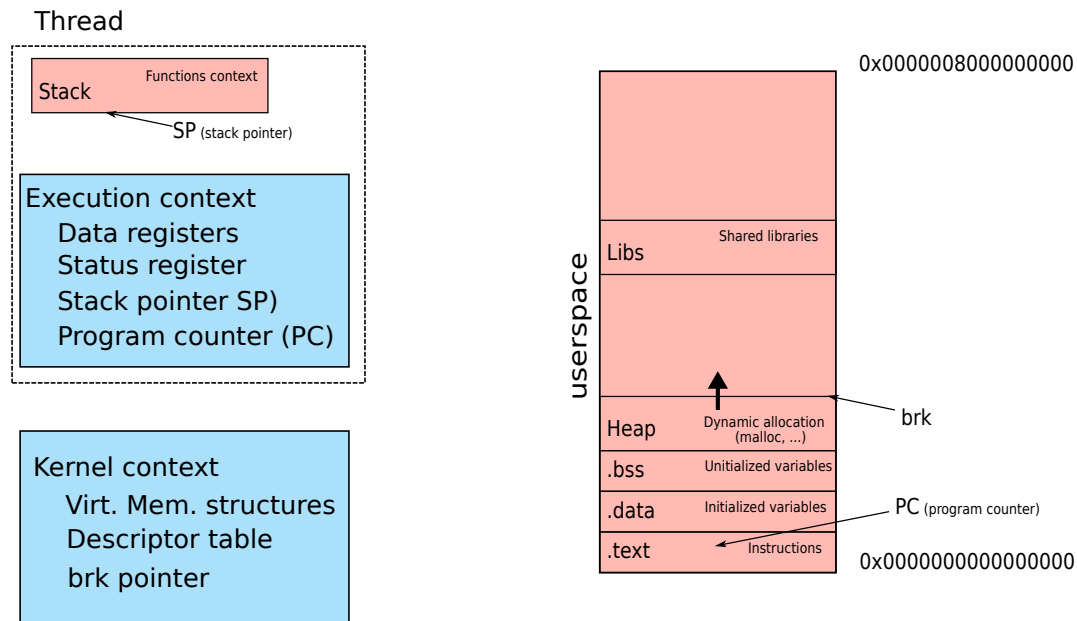 Thread
Functions context
Stack
SP (stack pointer)
Execution context
Data registers
Status register
Stack pointer SP)
Program counter (PC)
Kernel context
Virt. Mem. structures
Descriptor table
brk pointer
userspace
0x0000008000000000
Shared libraries
Libs
brk
Heap
Dynamic allocation
(malloc, ...)
.bss
Unitialized variables
.data
Initialized variables
PC (program counter)
.text
Instructions
0x0000000000000000